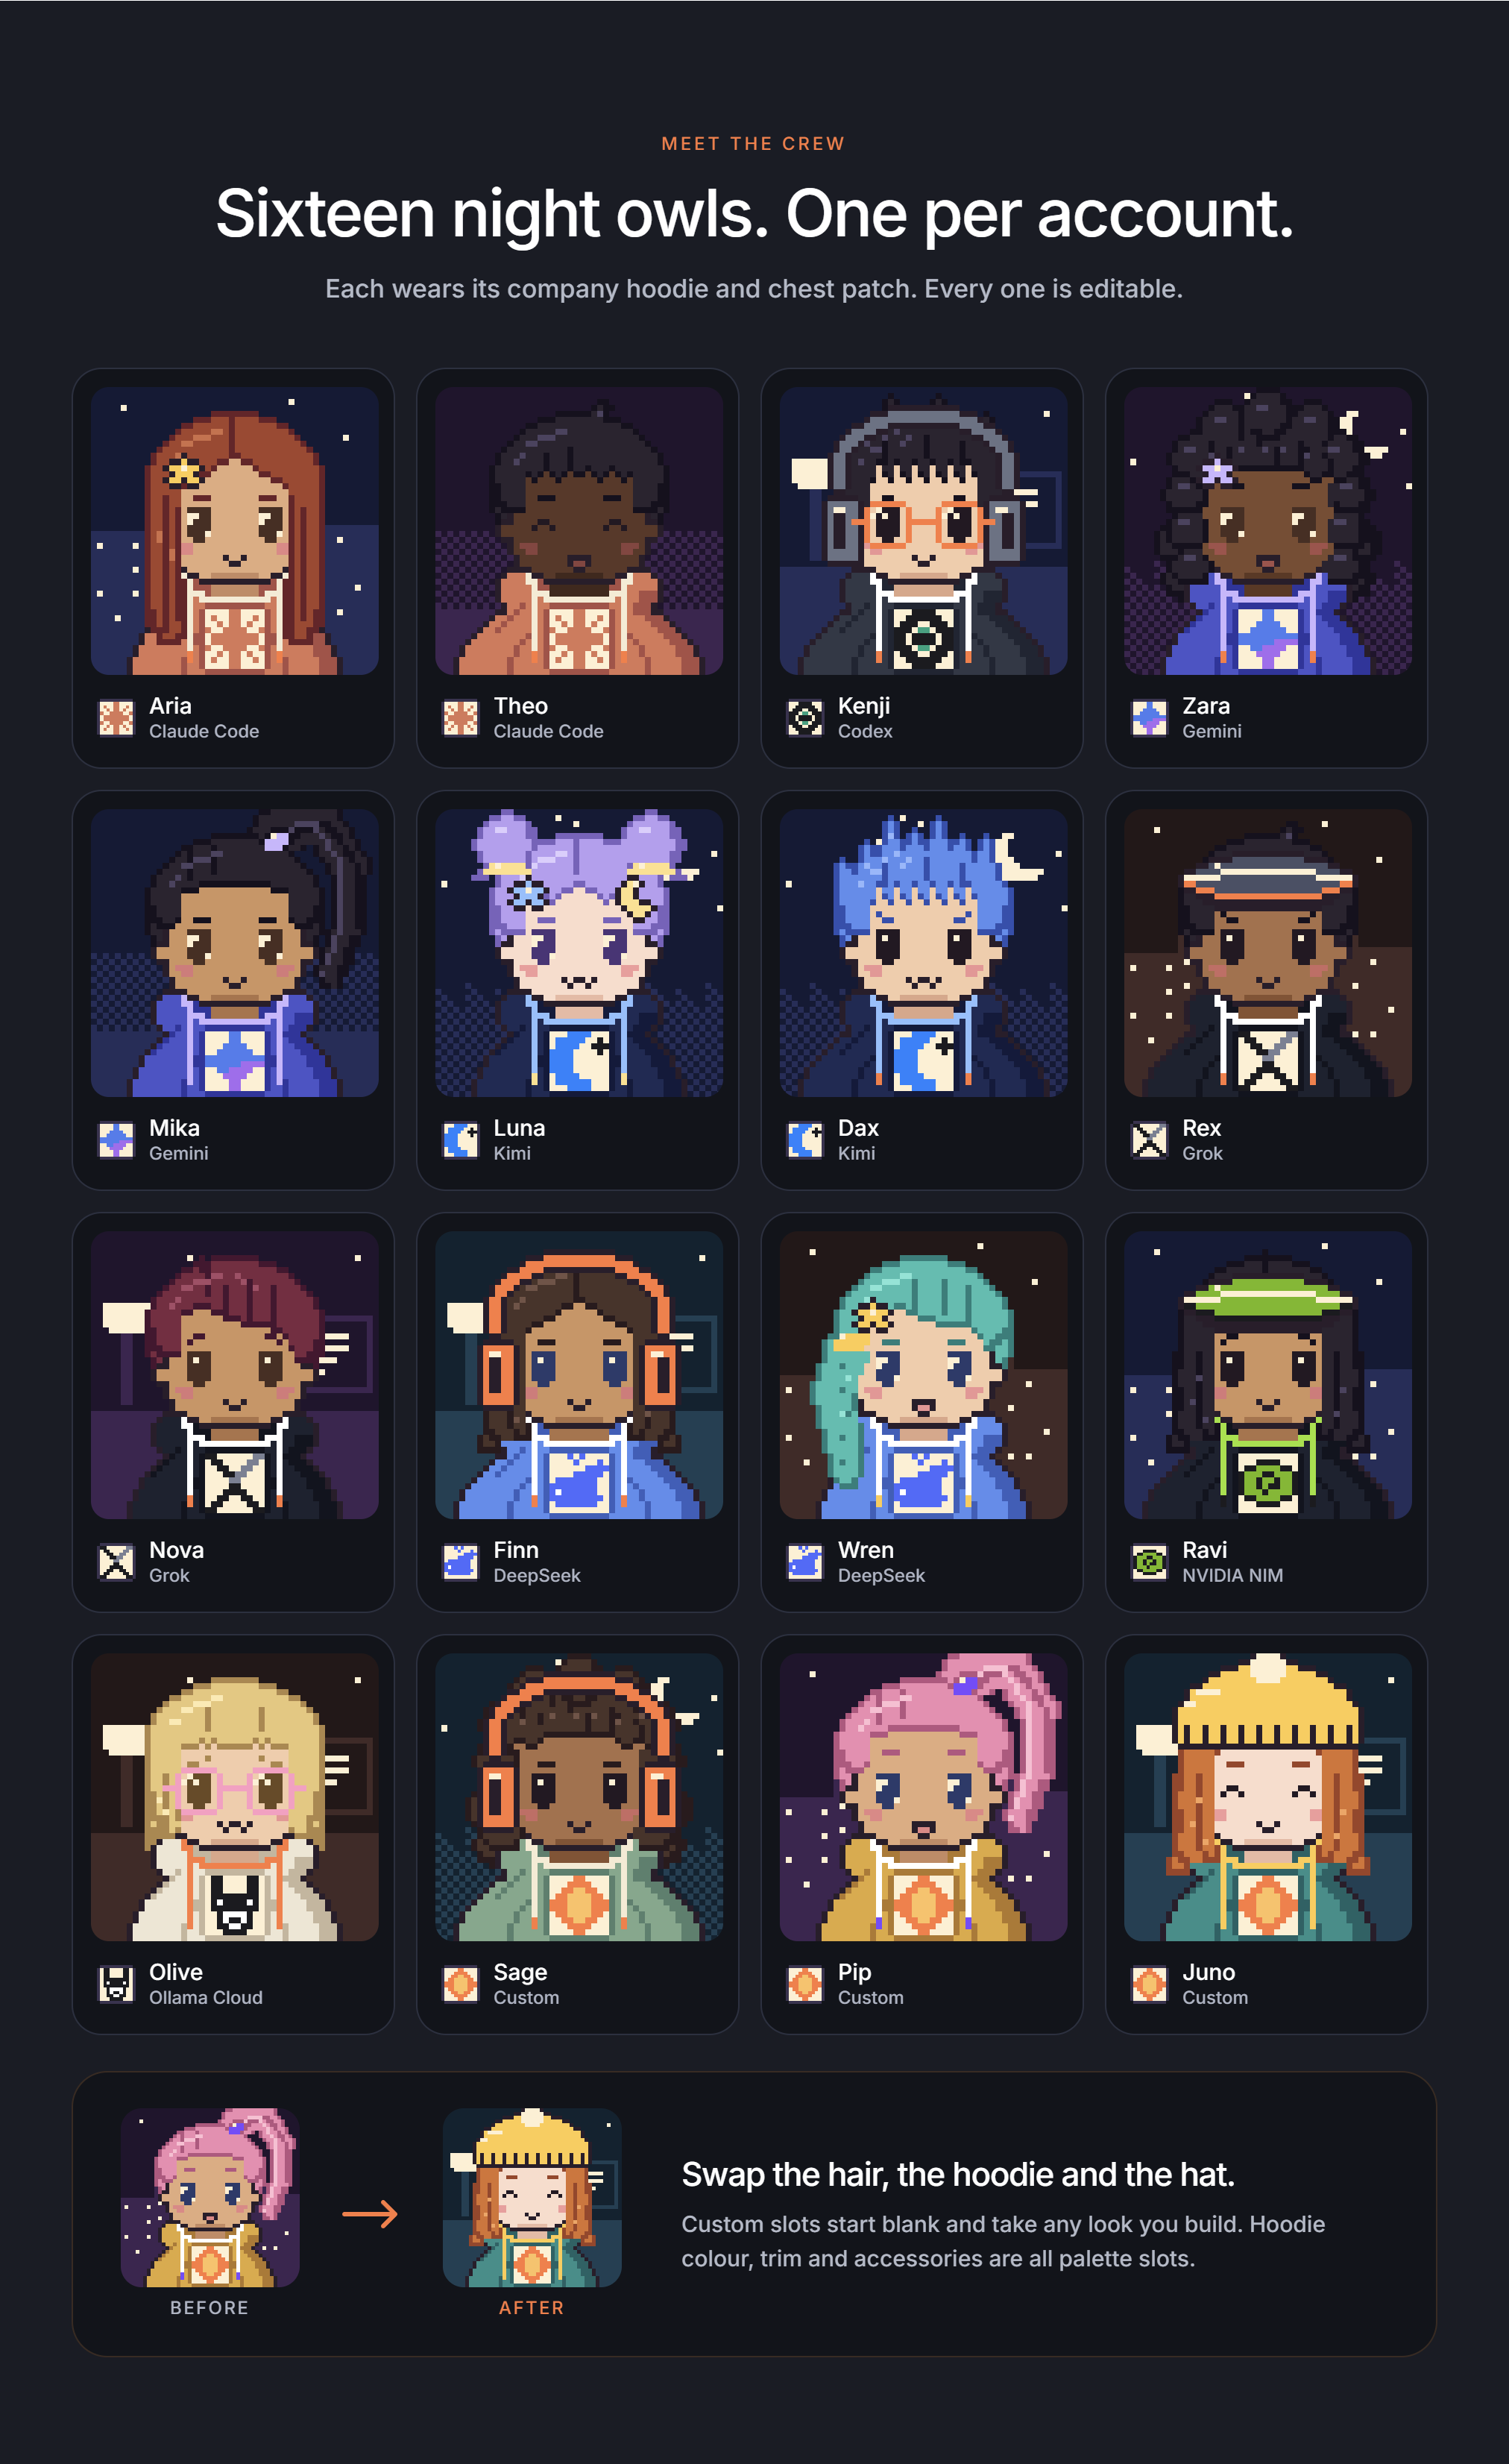 MEET THE CREW
Sixteen night owls. One per account.
Each wears its company hoodie and chest patch. Every one is editable.
Aria
Claude Code
Theo
Claude Code
Kenji
Codex
Zara
Gemini
Mika
Gemini
Luna
Kimi
Dax
Kimi
Rex
Grok
Nova
Grok
Finn
DeepSeek
Wren
DeepSeek
Ravi
NVIDIA NIM
Olive
Ollama Cloud
Sage
Custom
Pip
Custom
Juno
Custom
BEFORE
AFTER
Swap the hair, the hoodie and the hat.
Custom slots start blank and take any look you build. Hoodie
colour, trim and accessories are all palette slots.